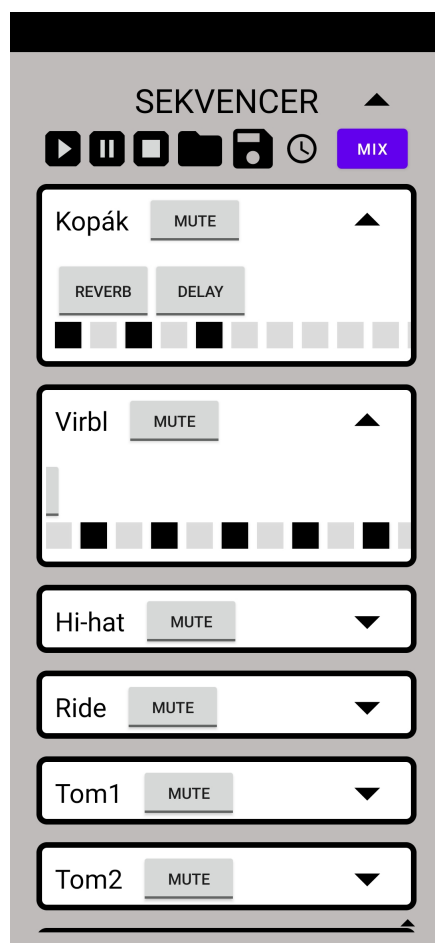 SEKVENCER
MIX
Kopák MUTE
REVERB DELAY
Virbl MUTE
Hi-hat MUTE
Ride MUTE
Tom1 MUTE
Tom2 MUTE